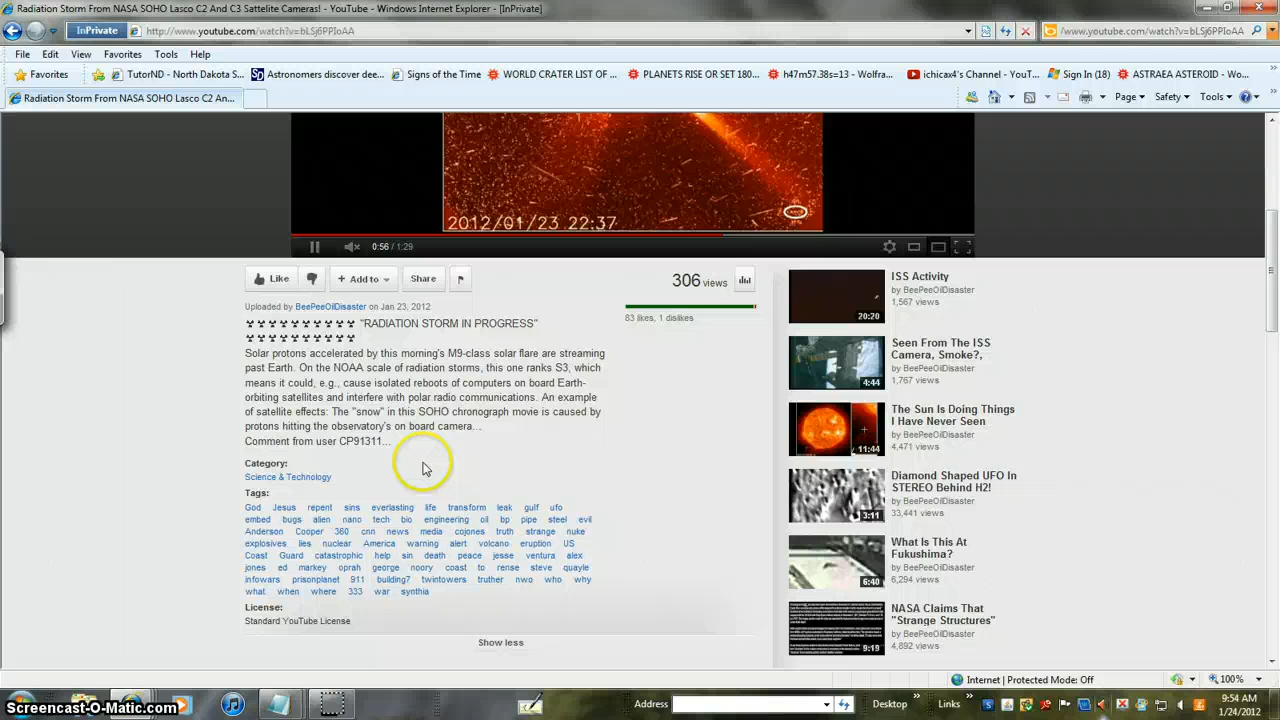 Radiation Storm From NASA SOHO Lasco C2 And C3 Sattelite Cameras! - YouTube - Windows Internet Explorer - [InPrivate]
InPrivate http://www.youtube.com/watch?v=bLSj6PPIoAA /www.youtube.com/watch?v=bLSj6PPIoAA
File Edit View Favorites Tools Help
Favorites TutorND - North Dakota S... Astronomers discover dee... Signs of the Time WORLD CRATER LIST OF ... PLANETS RISE OR SET 180... h47m57.38s=13 - Wolfra... ichicax4's Channel - YouT... Sign In (18) ASTRAEA ASTEROID - Wo...
Radiation Storm From NASA SOHO Lasco C2 An... Page Safety Tools
2012/01/23 22:37
0:56 / 1:29
Like Add to Share 306 views
Uploaded by BeePeeOilDisaster on Jan 23, 2012
83 likes, 1 dislikes
"RADIATION STORM IN PROGRESS"
Solar protons accelerated by this morning's M9-class solar flare are streaming
past Earth. On the NOAA scale of radiation storms, this one ranks S3, which
means it could, e.g., cause isolated reboots of computers on board Earth-
orbiting satellites and interfere with polar radio communications. An example
of satellite effects: The "snow" in this SOHO chronograph movie is caused by
protons hitting the observatory's on board camera...
Comment from user CP91311...
Category:
Science & Technology
Tags:
God Jesus repent sins everlasting life transform leak gulf ufo
embed bugs alien nano tech bio engineering oil bp pipe steel evil
Anderson Cooper 360 cnn news media cojones truth strange nuke
explosives lies nuclear America warning alert volcano eruption US
Coast Guard catastrophic help sin death peace jesse ventura alex
jones ed markey oprah george noory coast to rense steve quayle
infowars prisonplanet 911 building7 twintowers truther nwo who why
what when where 333 war synthia
License:
Standard YouTube License
Show less
ISS Activity
by BeePeeOilDisaster
1,567 views
20:20
Seen From The ISS
Camera, Smoke?,
by BeePeeOilDisaster
1,767 views
4:44
The Sun Is Doing Things
I Have Never Seen
by BeePeeOilDisaster
4,471 views
11:44
Diamond Shaped UFO In
STEREO Behind H2!
by BeePeeOilDisaster
33,441 views
3:11
What Is This At
Fukushima?
by BeePeeOilDisaster
6,294 views
6:40
NASA Claims That
"Strange Structures"
by BeePeeOilDisaster
4,892 views
9:19
Internet | Protected Mode: Off 100%
Screencast-O-Matic.com Address Desktop Links 9:54 AM
1/24/2012